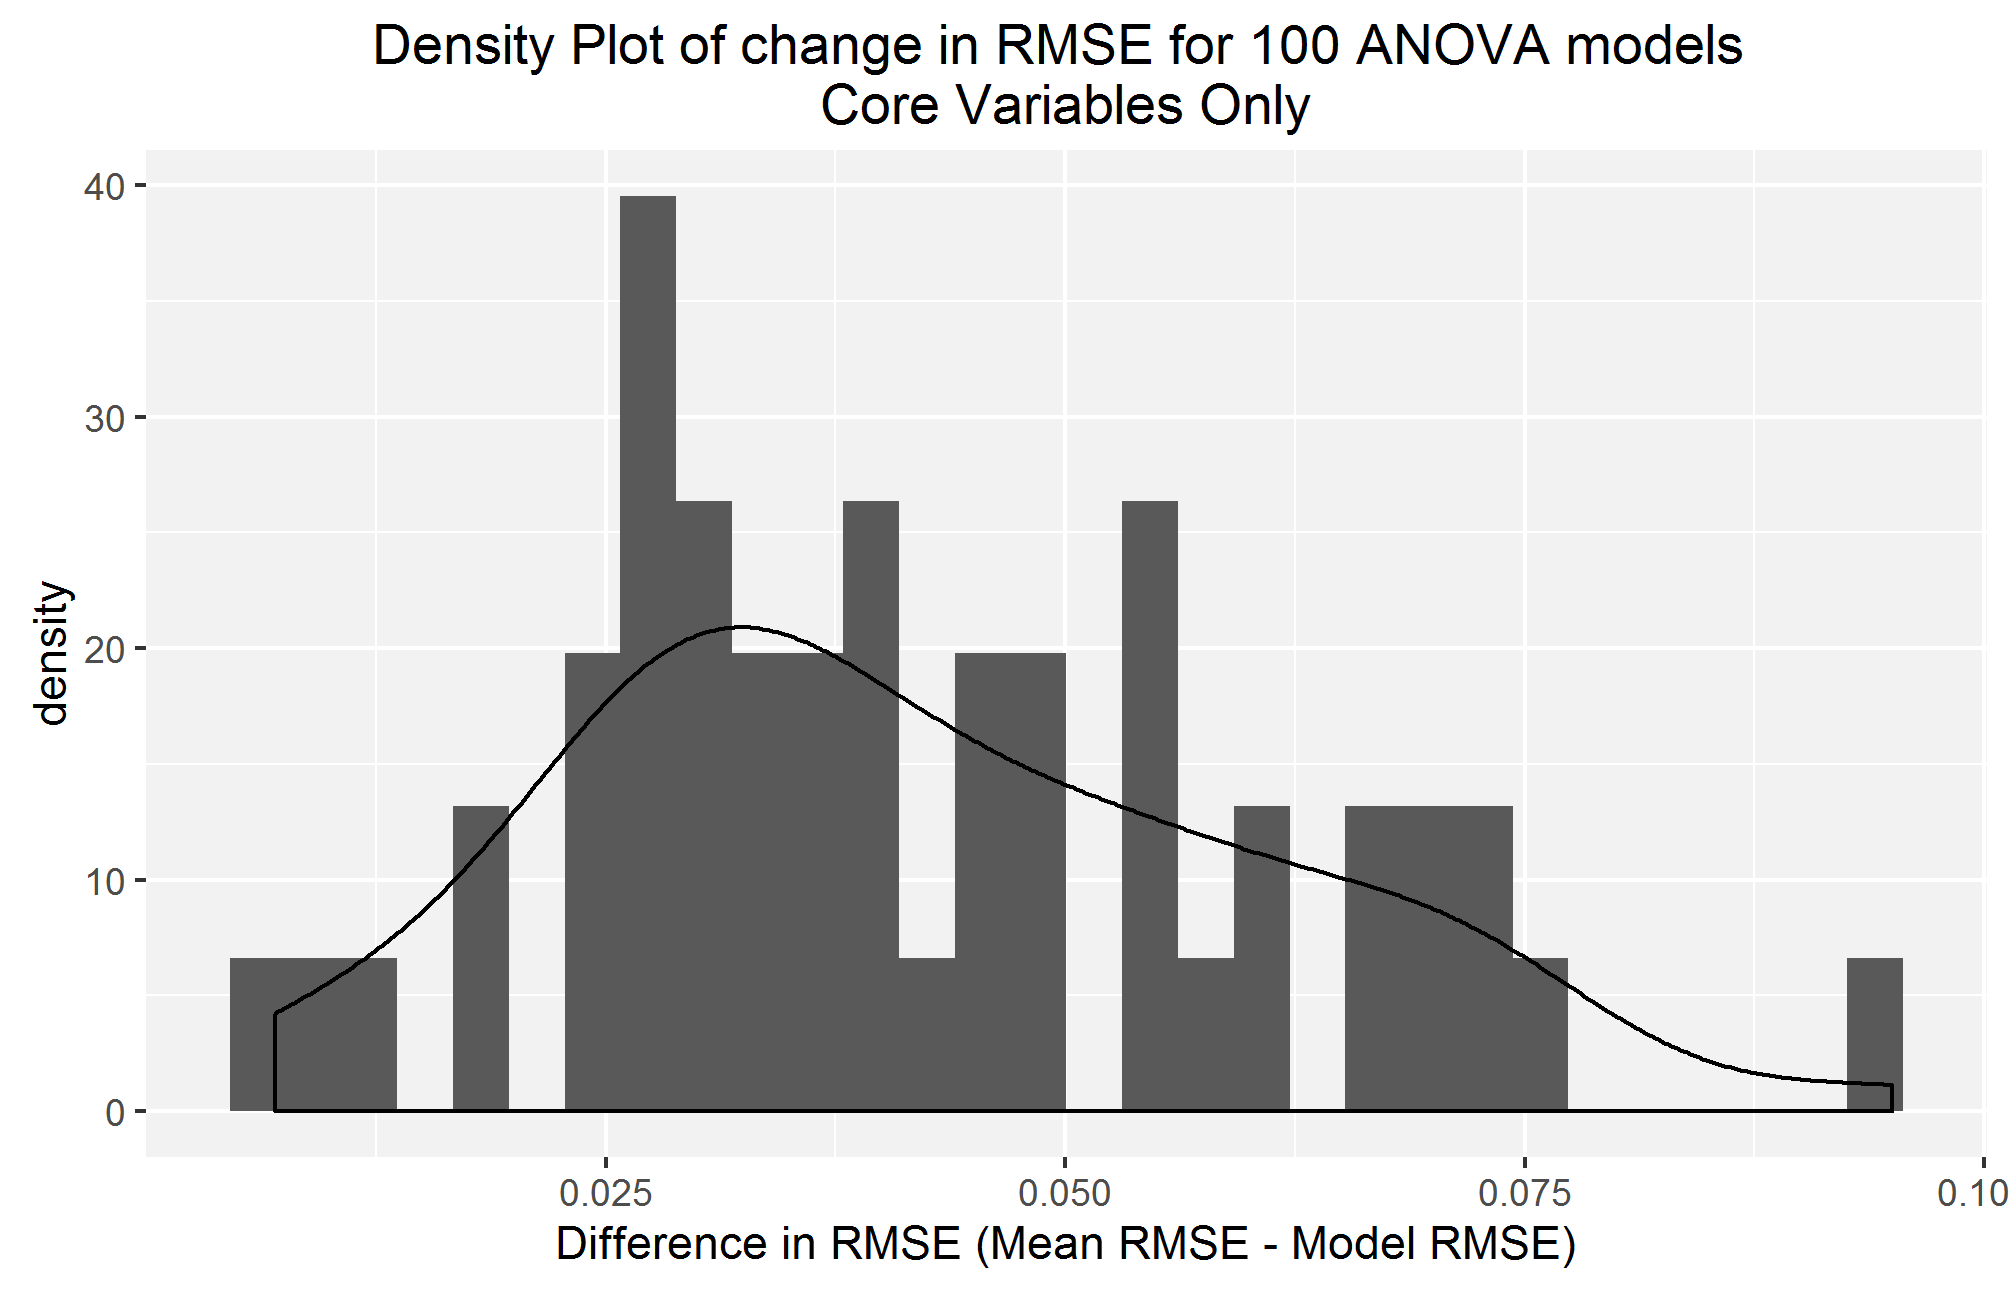 Density Plot of change in RMSE for 100 ANOVA models
Core Variables Only
density
40
30
20
10
0
0.025 0.050 0.075 0.10
Difference in RMSE (Mean RMSE - Model RMSE)